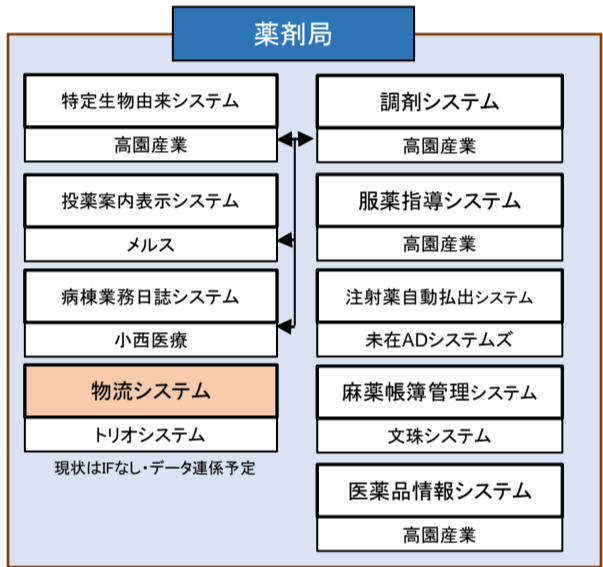 薬剤局
特定生物由来システム
高園産業
投薬案内表示システム
メルス
病棟業務日誌システム
小西医療
物流システム
トリオシステム
現状はIFなし・データ連係予定
調剤システム
高園産業
服薬指導システム
高園産業
注射薬自動払出システム
未在ADシステムズ
麻薬帳簿管理システム
文珠システム
医薬品情報システム
高園産業